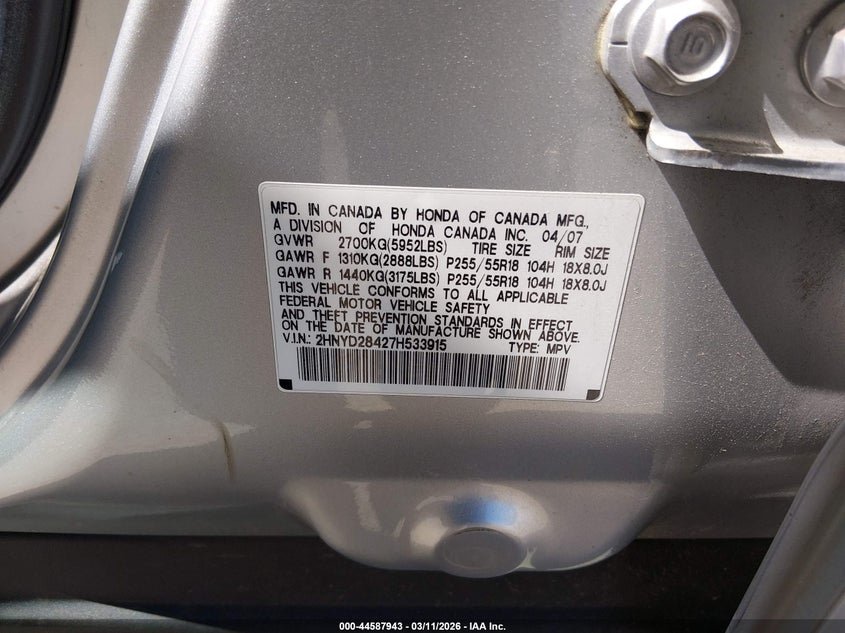 16
MFD. IN CANADA BY HONDA OF CANADA MFG.,
A DIVISION OF HONDA CANADA INC. 04/07
GVWR 2700KG(5952LBS) TIRE SIZE RIM SIZE
GAWR F 1310KG(2888LBS) P255/55R18 104H 18X8.0J
GAWR R 1440KG(3175LBS) P255/55R18 104H 18X8.0J
THIS VEHICLE CONFORMS TO ALL APPLICABLE
FEDERAL MOTOR VEHICLE SAFETY
AND THEFT PREVENTION STANDARDS IN EFFECT
ON THE DATE OF MANUFACTURE SHOWN ABOVE.
V.I.N.: 2HNYD28427H533915 TYPE: MPV
000-44587943 - 03/11/2026 - IAA Inc.